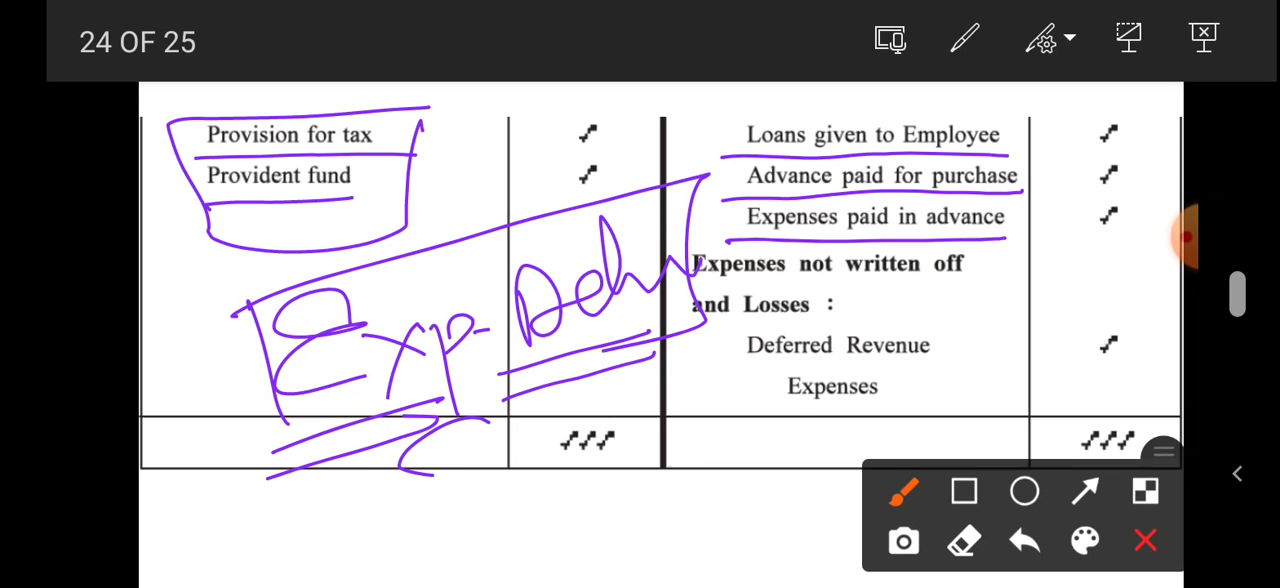 24 OF 25
Provision for tax
Provident fund
Loans given to Employee
Advance paid for purchase
Expenses paid in advance
Expenses not written off
and Losses :
Deferred Revenue
Expenses
Exp-